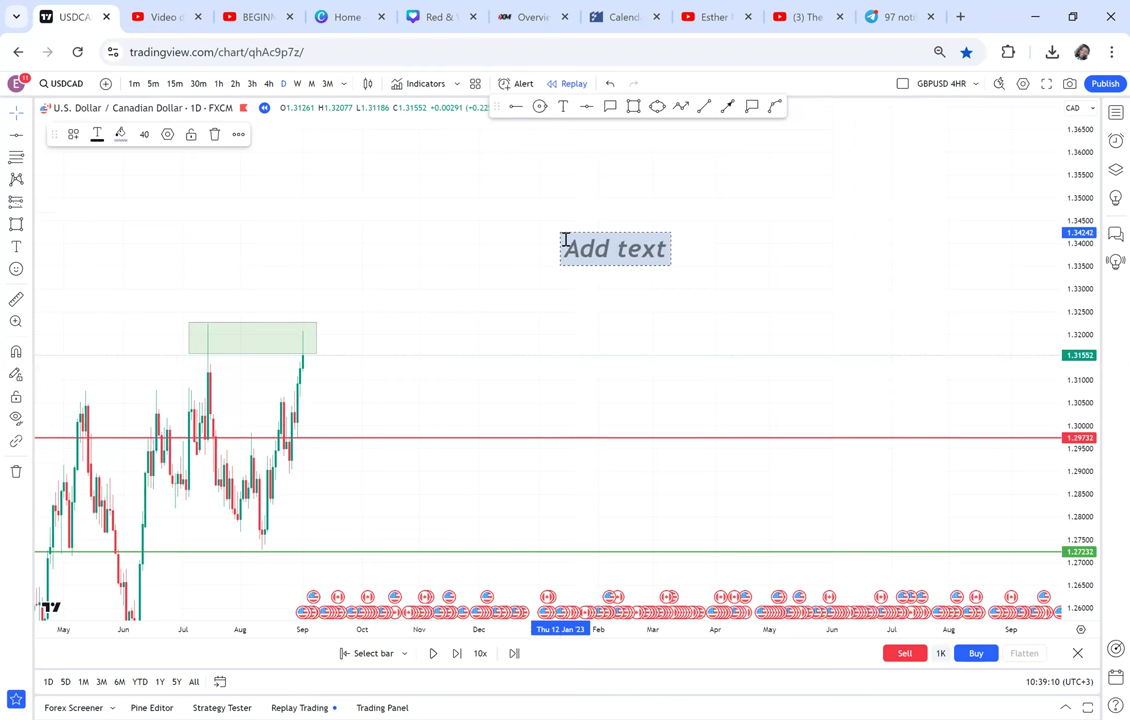 USDCA
Video d
BEGINN
Home -
Red & 
Overvi
Calend
Esther
(3) The
97 noti
tradingview.com/chart/qhAc9p7z/
E 11 USDCAD 1m 5m 15m 30m 1h 2h 3h 4h D W M 3M Indicators Alert Replay GBPUSD 4HR Publish
U.S. Dollar / Canadian Dollar · 1D · FXCM O1.31261 H1.32077 L1.31186 C1.31552 +0.00291 (+0.22 CAD
40
1.36500
1.36000
1.35500
1.35000
1.34500
1.34242
1.34000
1.33500
1.33000
1.32500
1.32000
1.31552
1.31000
1.30500
1.30000
1.29732
1.29500
1.29000
1.28500
1.28000
1.27500
1.27232
1.26500
1.26000
Add text
May Jun Jul Aug Sep Oct Nov Dec Thu 12 Jan '23 Feb Mar Apr May Jun Jul Aug Sep
Select bar 10x Sell 1K Buy Flatten
1D 5D 1M 3M 6M YTD 1Y 5Y All 10:39:10 (UTC+3)
Forex Screener Pine Editor Strategy Tester Replay Trading Trading Panel